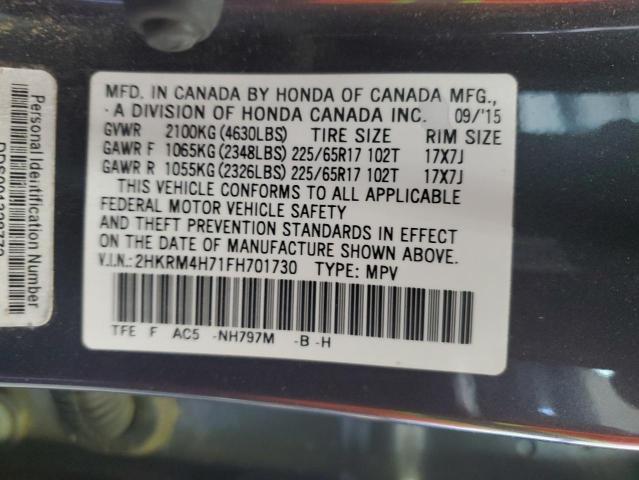 MFD. IN CANADA BY HONDA OF CANADA MFG.,
- A DIVISION OF HONDA CANADA INC. 09/'15
GVWR 2100KG (4630LBS) TIRE SIZE RIM SIZE
GAWR F 1065KG (2348LBS) 225/65R17 102T 17X7J
GAWR R 1055KG (2326LBS) 225/65R17 102T 17X7J
THIS VEHICLE CONFORMS TO ALL APPLICABLE
FEDERAL MOTOR VEHICLE SAFETY
AND THEFT PREVENTION STANDARDS IN EFFECT
ON THE DATE OF MANUFACTURE SHOWN ABOVE.
V.I.N.:2HKRM4H71FH701730 TYPE: MPV
TFE F AC5 -NH797M -B -H
Personal Identification Number